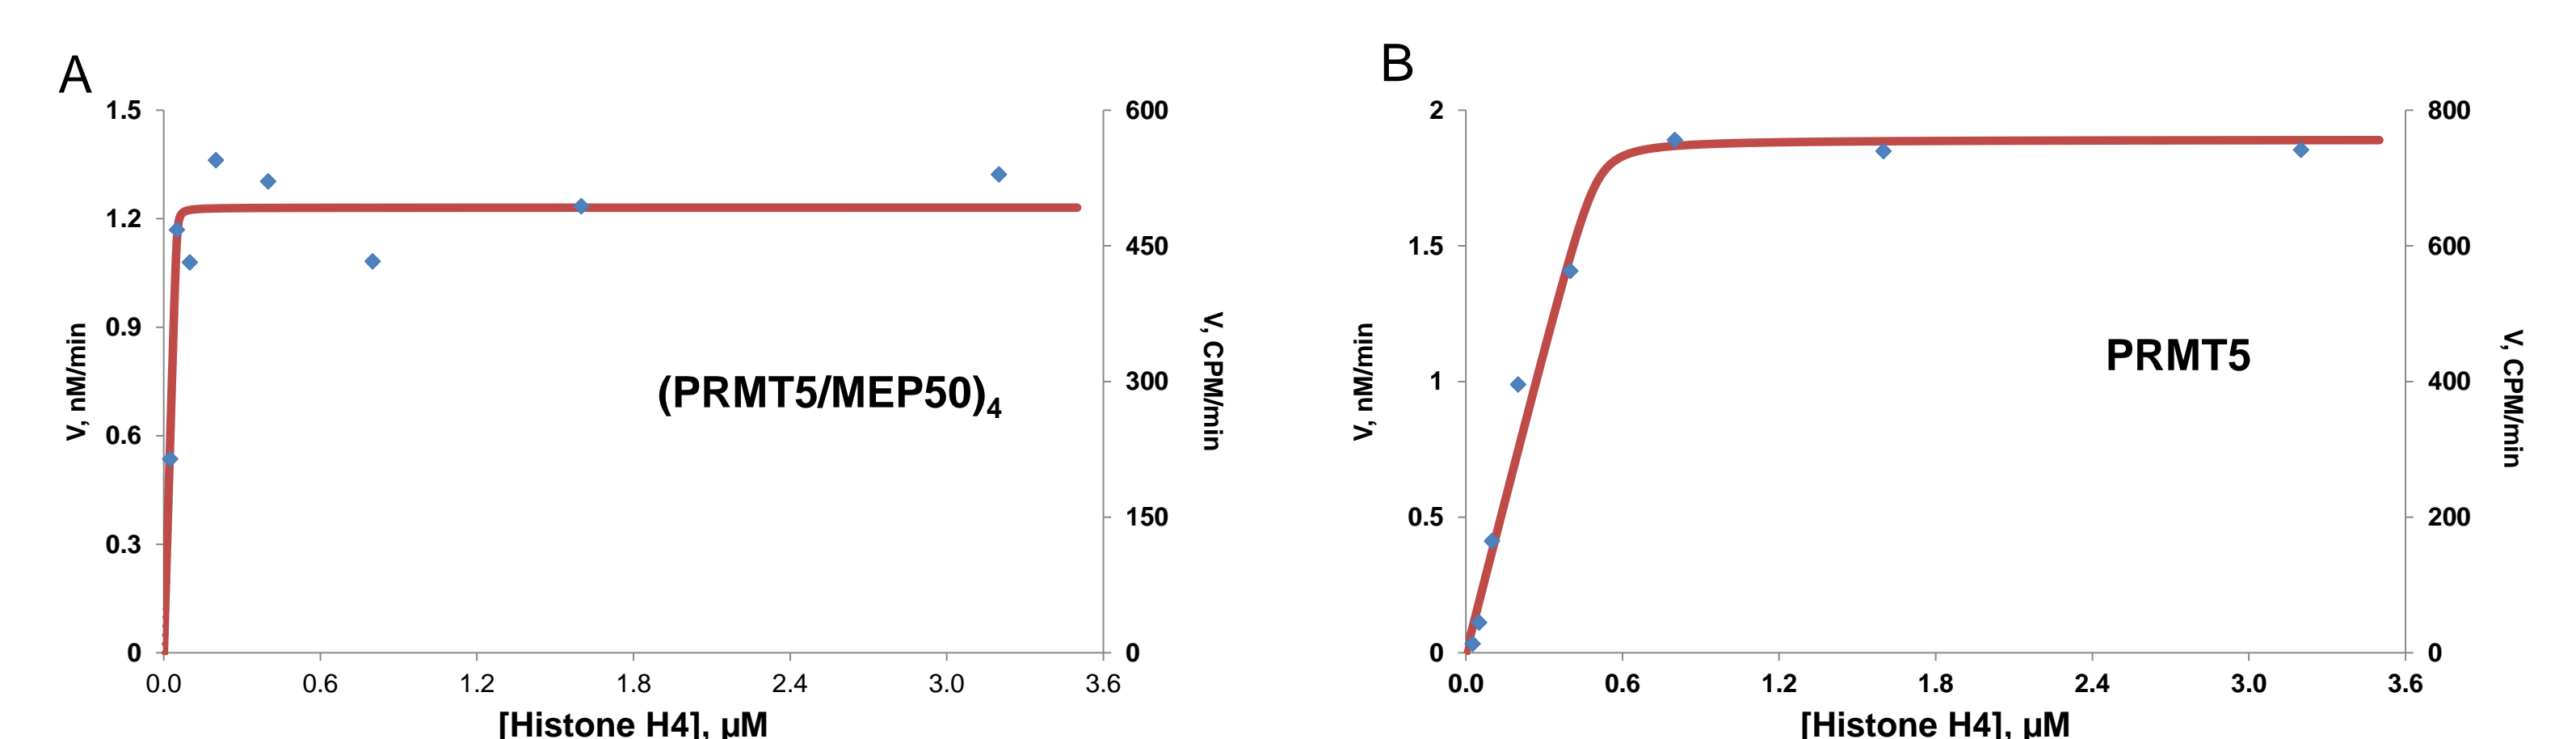 A
1.5
1.2
0.9
0.6
0.3
0
V, nM/min
600
450
300
150
0
V, CPM/min
(PRMT5/MEP50)4
0.0 0.6 1.2 1.8 2.4 3.0 3.6
[Histone H4], µM
B
2
1.5
1
0.5
0
V, nM/min
800
600
400
200
0
V, CPM/min
PRMT5
0.0 0.6 1.2 1.8 2.4 3.0 3.6
[Histone H4], µM